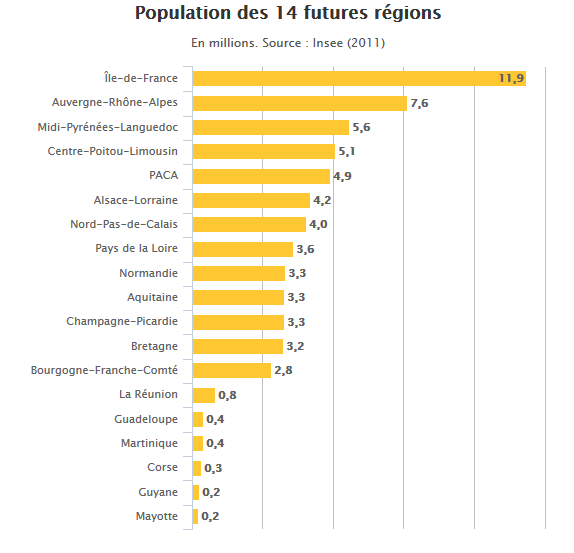 Population des 14 futures régions
En millions. Source : Insee (2011)
Île-de-France 11,9
Auvergne-Rhône-Alpes 7,6
Midi-Pyrénées-Languedoc 5,6
Centre-Poitou-Limousin 5,1
PACA 4,9
Alsace-Lorraine 4,2
Nord-Pas-de-Calais 4,0
Pays de la Loire 3,6
Normandie 3,3
Aquitaine 3,3
Champagne-Picardie 3,3
Bretagne 3,2
Bourgogne-Franche-Comté 2,8
La Réunion 0,8
Guadeloupe 0,4
Martinique 0,4
Corse 0,3
Guyane 0,2
Mayotte 0,2